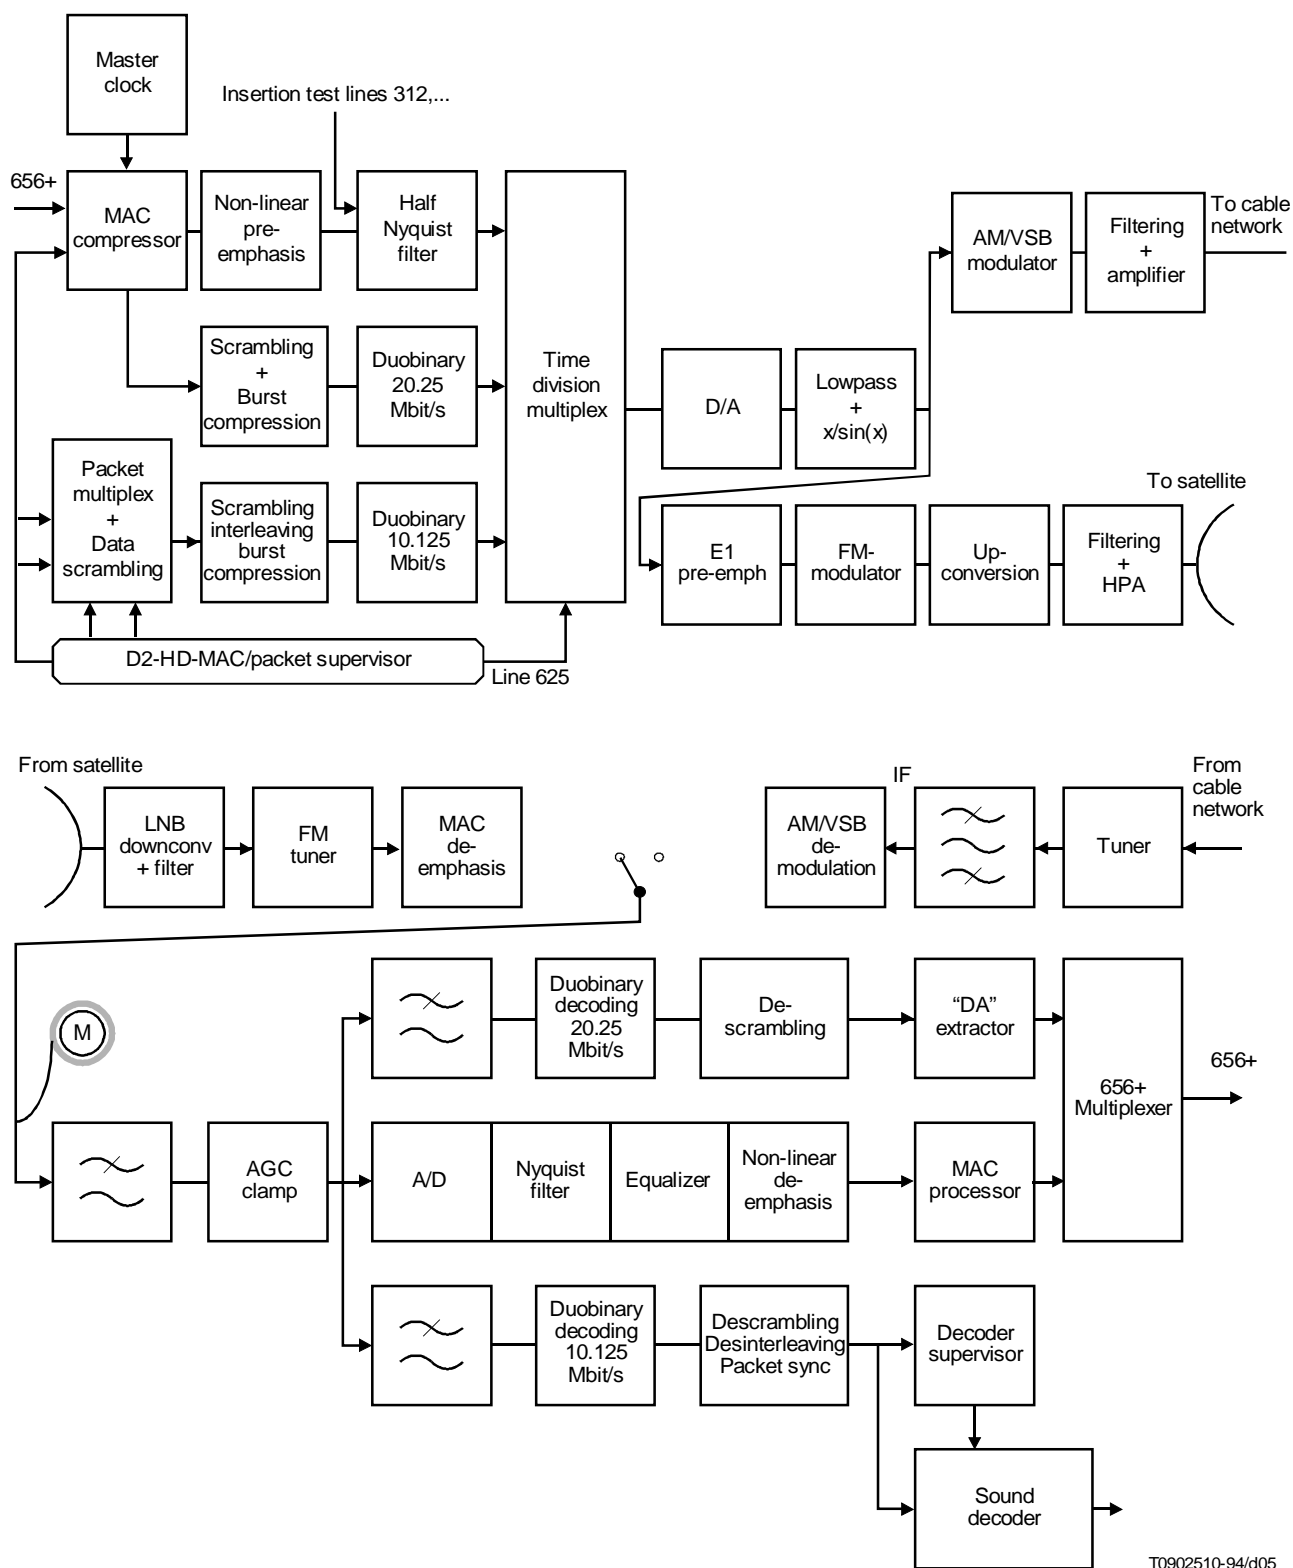 Master
clock
Insertion test lines 312,...
656+
MAC
compressor
Non-linear
pre-
emphasis
Half
Nyquist
filter
Scrambling
+
Burst
compression
Duobinary
20.25
Mbit/s
Time
division
multiplex
Packet
multiplex
+
Data
scrambling
Scrambling
interleaving
burst
compression
Duobinary
10.125
Mbit/s
D2-HD-MAC/packet supervisor
Line 625
D/A
Lowpass
+
x/sin(x)
AM/VSB
modulator
Filtering
+
amplifier
To cable
network
E1
pre-emph
FM-
modulator
Up-
conversion
Filtering
+
HPA
To satellite
From satellite
LNB
downconv
+ filter
FM
tuner
MAC
de-
emphasis
AM/VSB
de-
modulation
IF
Tuner
From
cable
network
M
Duobinary
decoding
20.25
Mbit/s
De-
scrambling
“DA”
extractor
656+
Multiplexer
656+
AGC
clamp
A/D
Nyquist
filter
Equalizer
Non-linear
de-
emphasis
MAC
processor
Duobinary
decoding
10.125
Mbit/s
Descrambling
Desinterleaving
Packet sync
Decoder
supervisor
Sound
decoder
T0902510-94/d05